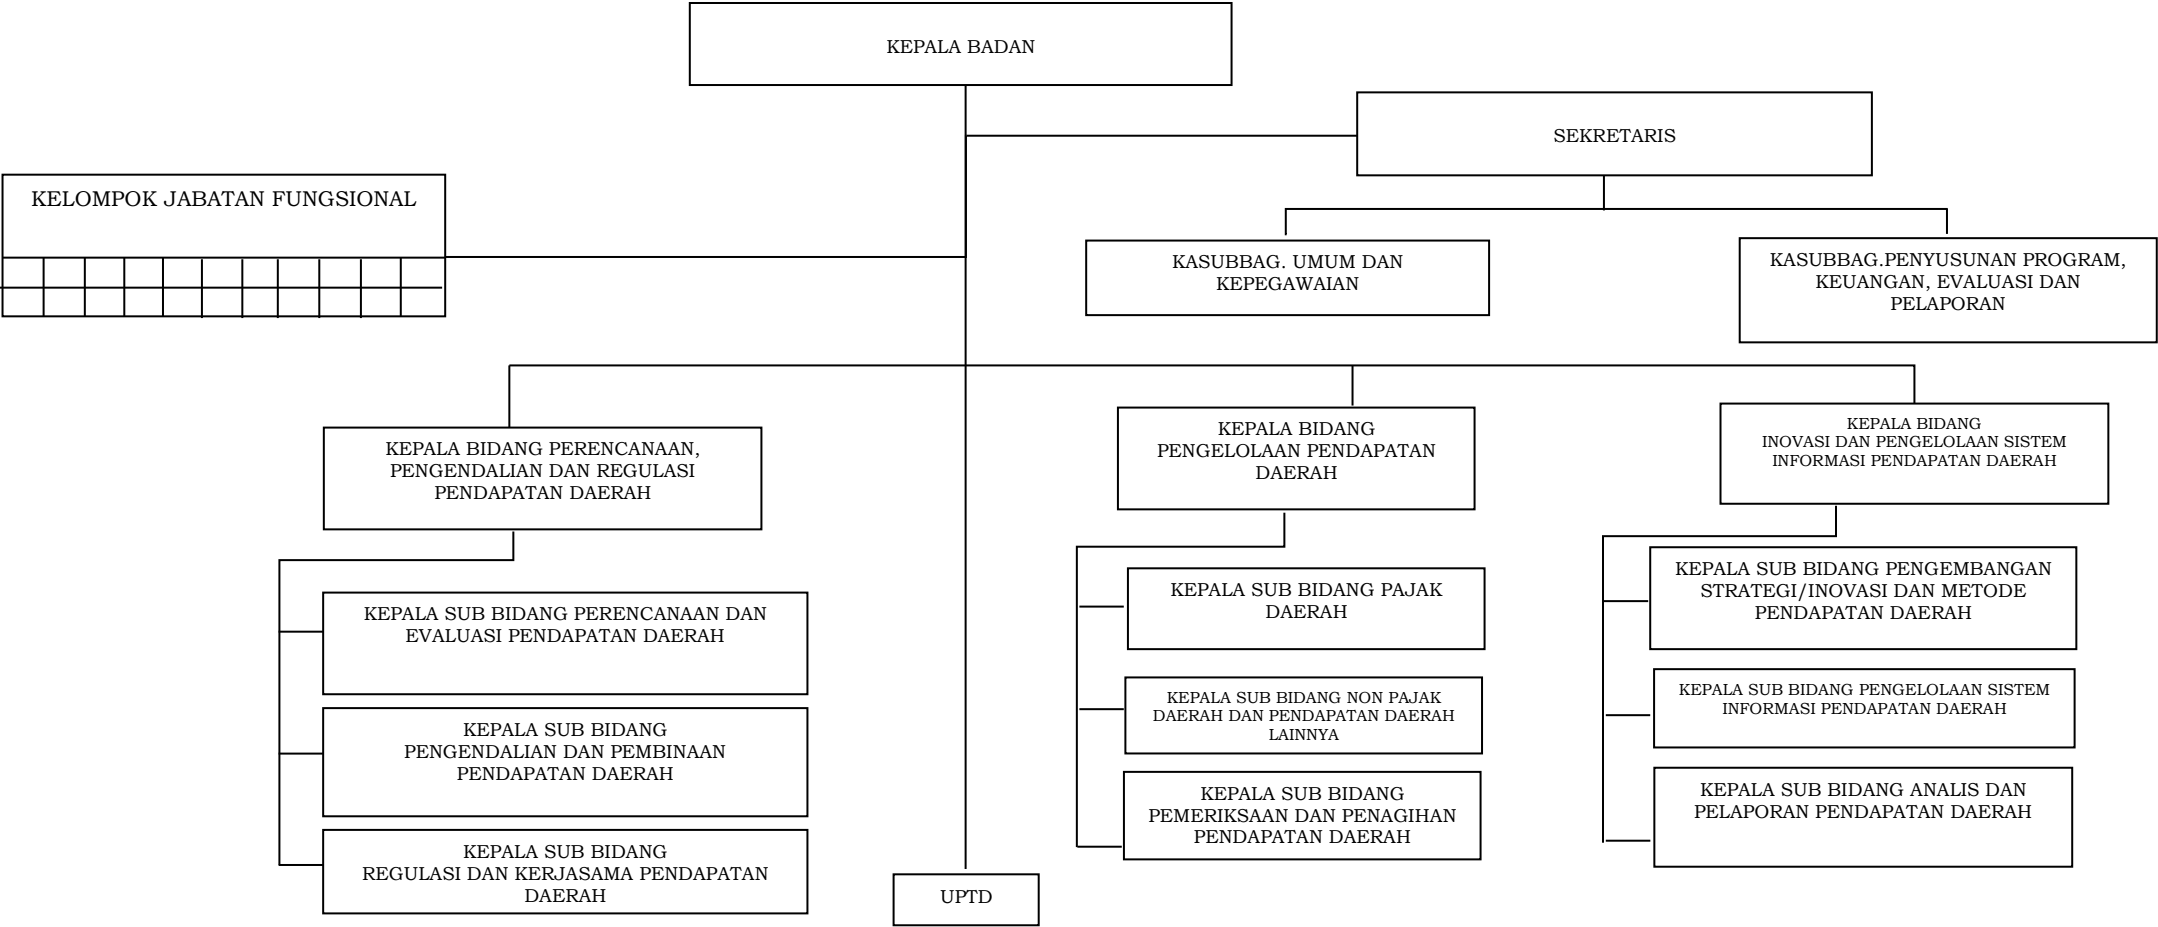 KEPALA BADAN
SEKRETARIS
KELOMPOK JABATAN FUNGSIONAL
KASUBBAG. UMUM DAN
KEPEGAWAIAN
KASUBBAG.PENYUSUNAN PROGRAM,
KEUANGAN, EVALUASI DAN
PELAPORAN
KEPALA BIDANG PERENCANAAN,
PENGENDALIAN DAN REGULASI
PENDAPATAN DAERAH
KEPALA SUB BIDANG PERENCANAAN DAN
EVALUASI PENDAPATAN DAERAH
KEPALA SUB BIDANG
PENGENDALIAN DAN PEMBINAAN
PENDAPATAN DAERAH
KEPALA SUB BIDANG
REGULASI DAN KERJASAMA PENDAPATAN
DAERAH
KEPALA BIDANG
PENGELOLAAN PENDAPATAN
DAERAH
KEPALA SUB BIDANG PAJAK
DAERAH
KEPALA SUB BIDANG NON PAJAK
DAERAH DAN PENDAPATAN DAERAH
LAINNYA
KEPALA SUB BIDANG
PEMERIKSAAN DAN PENAGIHAN
PENDAPATAN DAERAH
KEPALA BIDANG
INOVASI DAN PENGELOLAAN SISTEM
INFORMASI PENDAPATAN DAERAH
KEPALA SUB BIDANG PENGEMBANGAN
STRATEGI/INOVASI DAN METODE
PENDAPATAN DAERAH
KEPALA SUB BIDANG PENGELOLAAN SISTEM
INFORMASI PENDAPATAN DAERAH
KEPALA SUB BIDANG ANALIS DAN
PELAPORAN PENDAPATAN DAERAH
UPTD